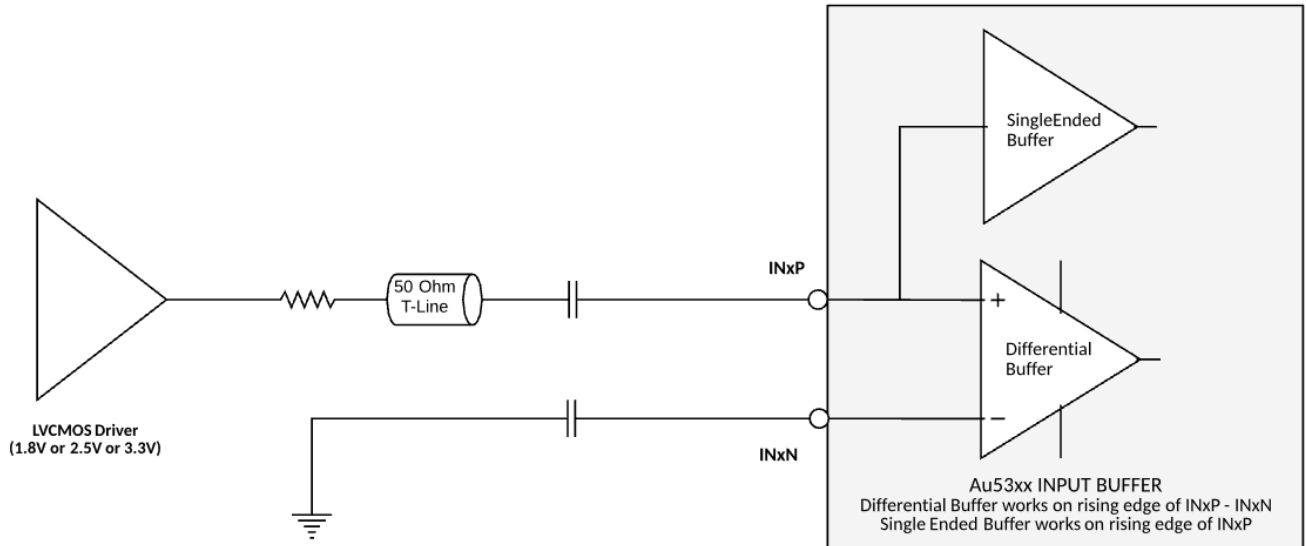 SingleEnded
Buffer
INxP
50 Ohm
T-Line
+
Differential
Buffer
LVCMOS Driver
(1.8V or 2.5V or 3.3V)
−
INxN
Au53xx INPUT BUFFER
Differential Buffer works on rising edge of INxP - INxN
Single Ended Buffer works on rising edge of INxP